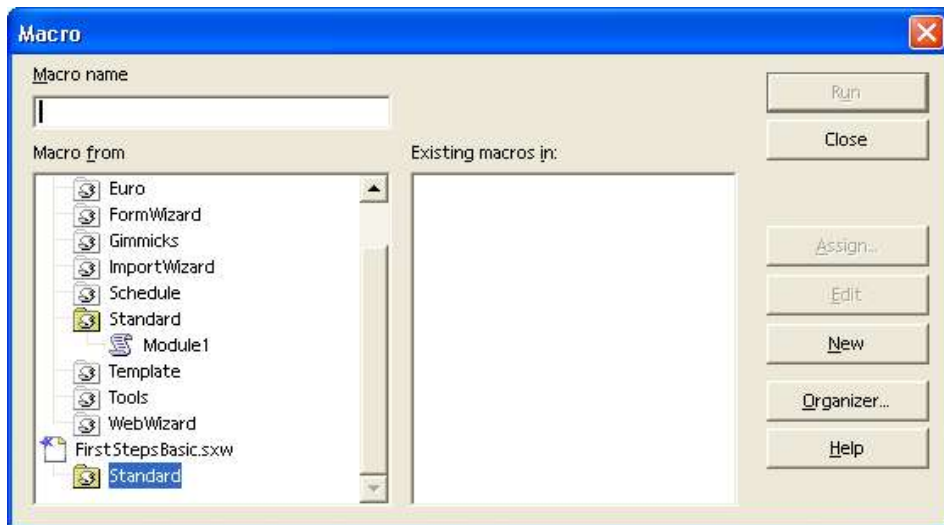 Macro
Macro name
Macro from
Euro
FormWizard
Gimmicks
ImportWizard
Schedule
Standard
Module1
Template
Tools
WebWizard
FirstStepsBasic.sxw
Standard
Existing macros in:
Run
Close
Assign...
Edit
New
Organizer...
Help